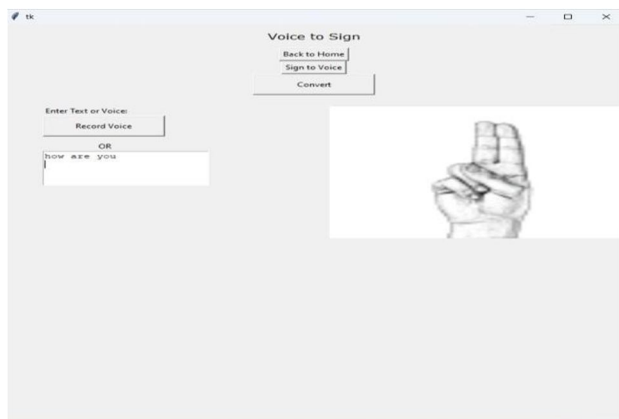 tk
Voice to Sign
Back to Home
Sign to Voice
Convert
Enter Text or Voice:
Record Voice
OR
how are you